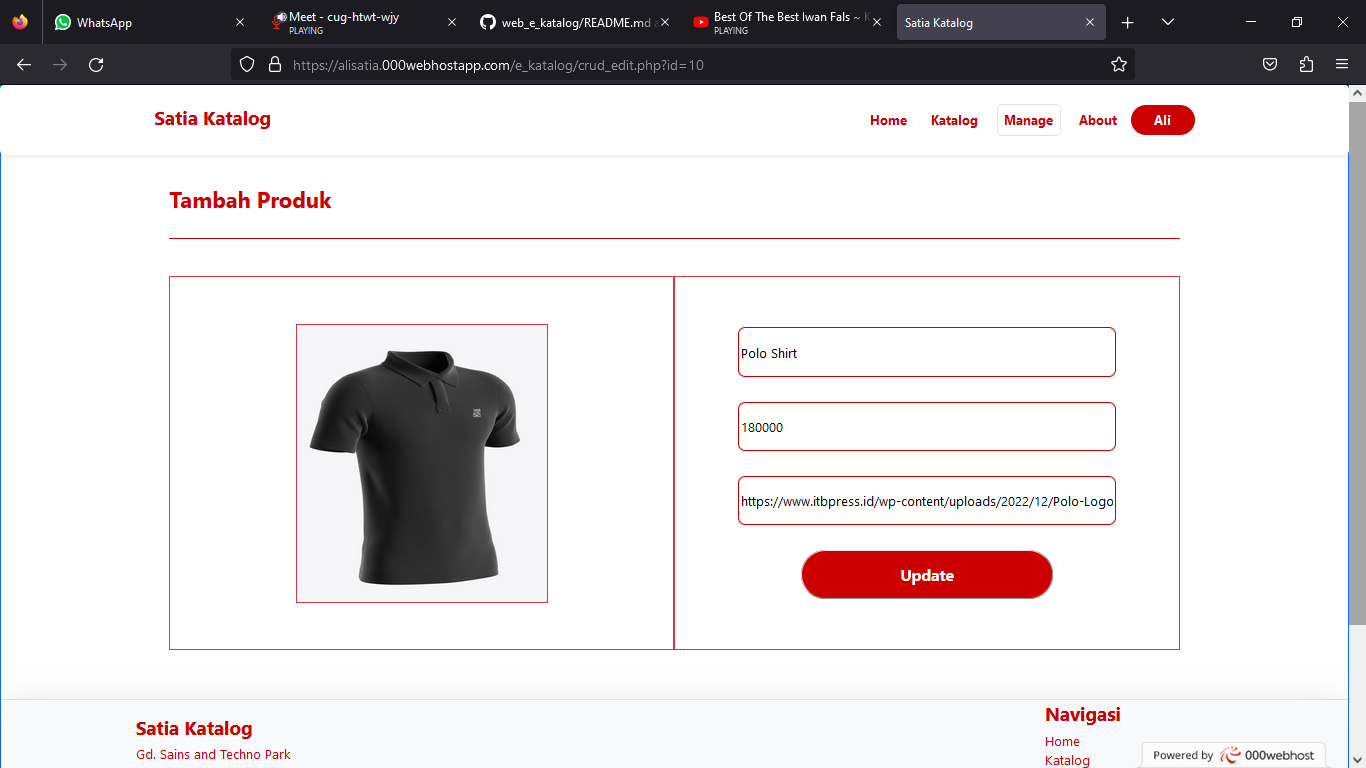 WhatsApp
Meet - cug-htwt-wjy
PLAYING
web_e_katalog/README.md a
Best Of The Best Iwan Fals ~ K
PLAYING
Satia Katalog
https://alisatia.000webhostapp.com/e_katalog/crud_edit.php?id=10
Satia Katalog
Home
Katalog
Manage
About
Ali
Tambah Produk
Polo Shirt
180000
https://www.itbpress.id/wp-content/uploads/2022/12/Polo-Logo
Update
Satia Katalog
Gd. Sains and Techno Park
Navigasi
Home
Katalog
Powered by 000webhost